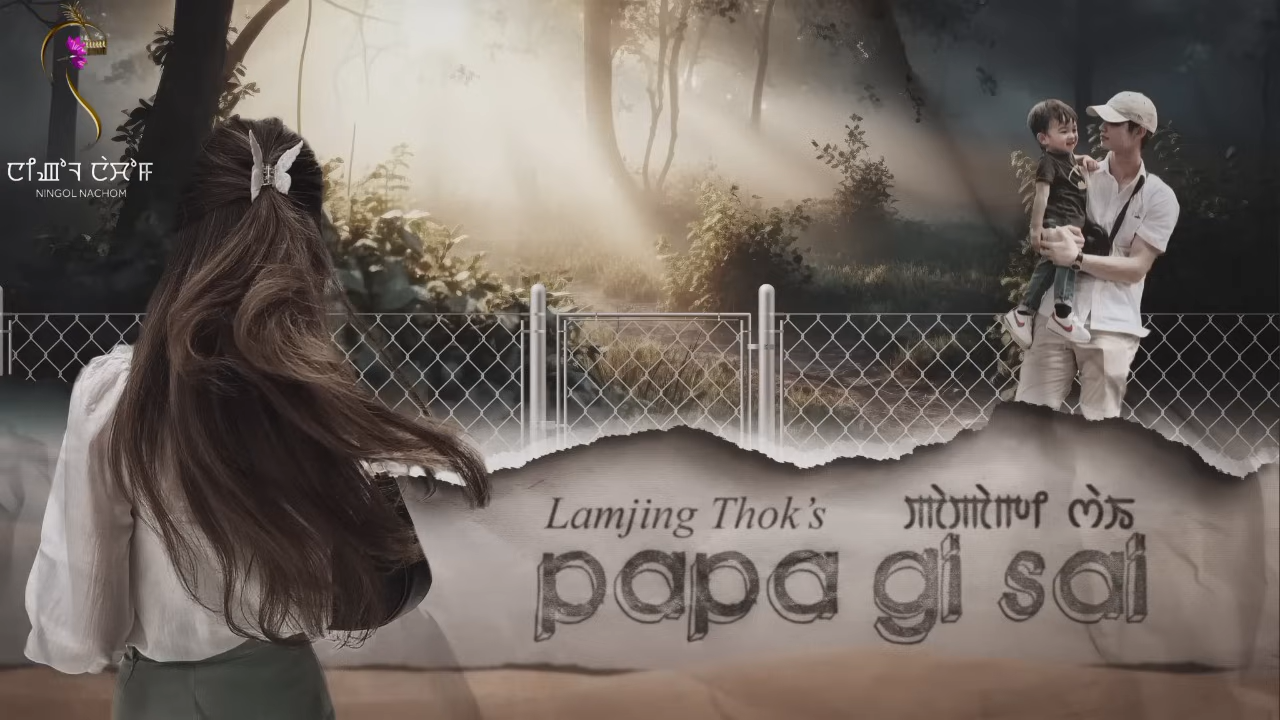 ꯅꯤꯉꯣꯜ ꯅꯥꯆꯣꯝ
NINGOL NACHOM
Lamjing Thok's ꯄꯥꯄꯥꯒꯤ ꯁꯥꯢ
papa gi sai